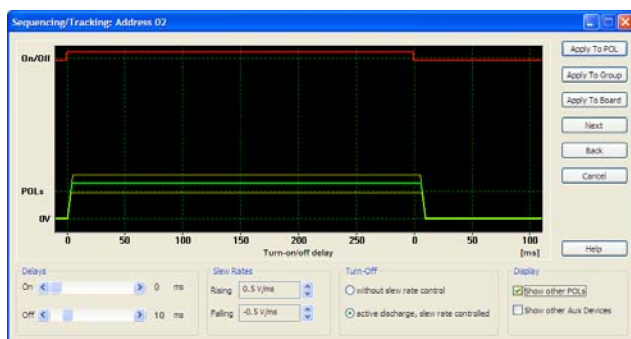 Sequencing/Tracking: Address 02
On/Off
POLs
0V
0 50 100 150 200 250 0 50 100
Turn-on/off delay [ms]
Apply To POL
Apply To Group
Apply To Board
Next
Back
Cancel
Help
Delays
On 0 ms
Off 10 ms
Slew Rates
Rising 0.5 V/ms
Falling -0.5 V/ms
Turn-Off
without slew rate control
active discharge, slew rate controlled
Display
Show other POLs
Show other Aux Devices